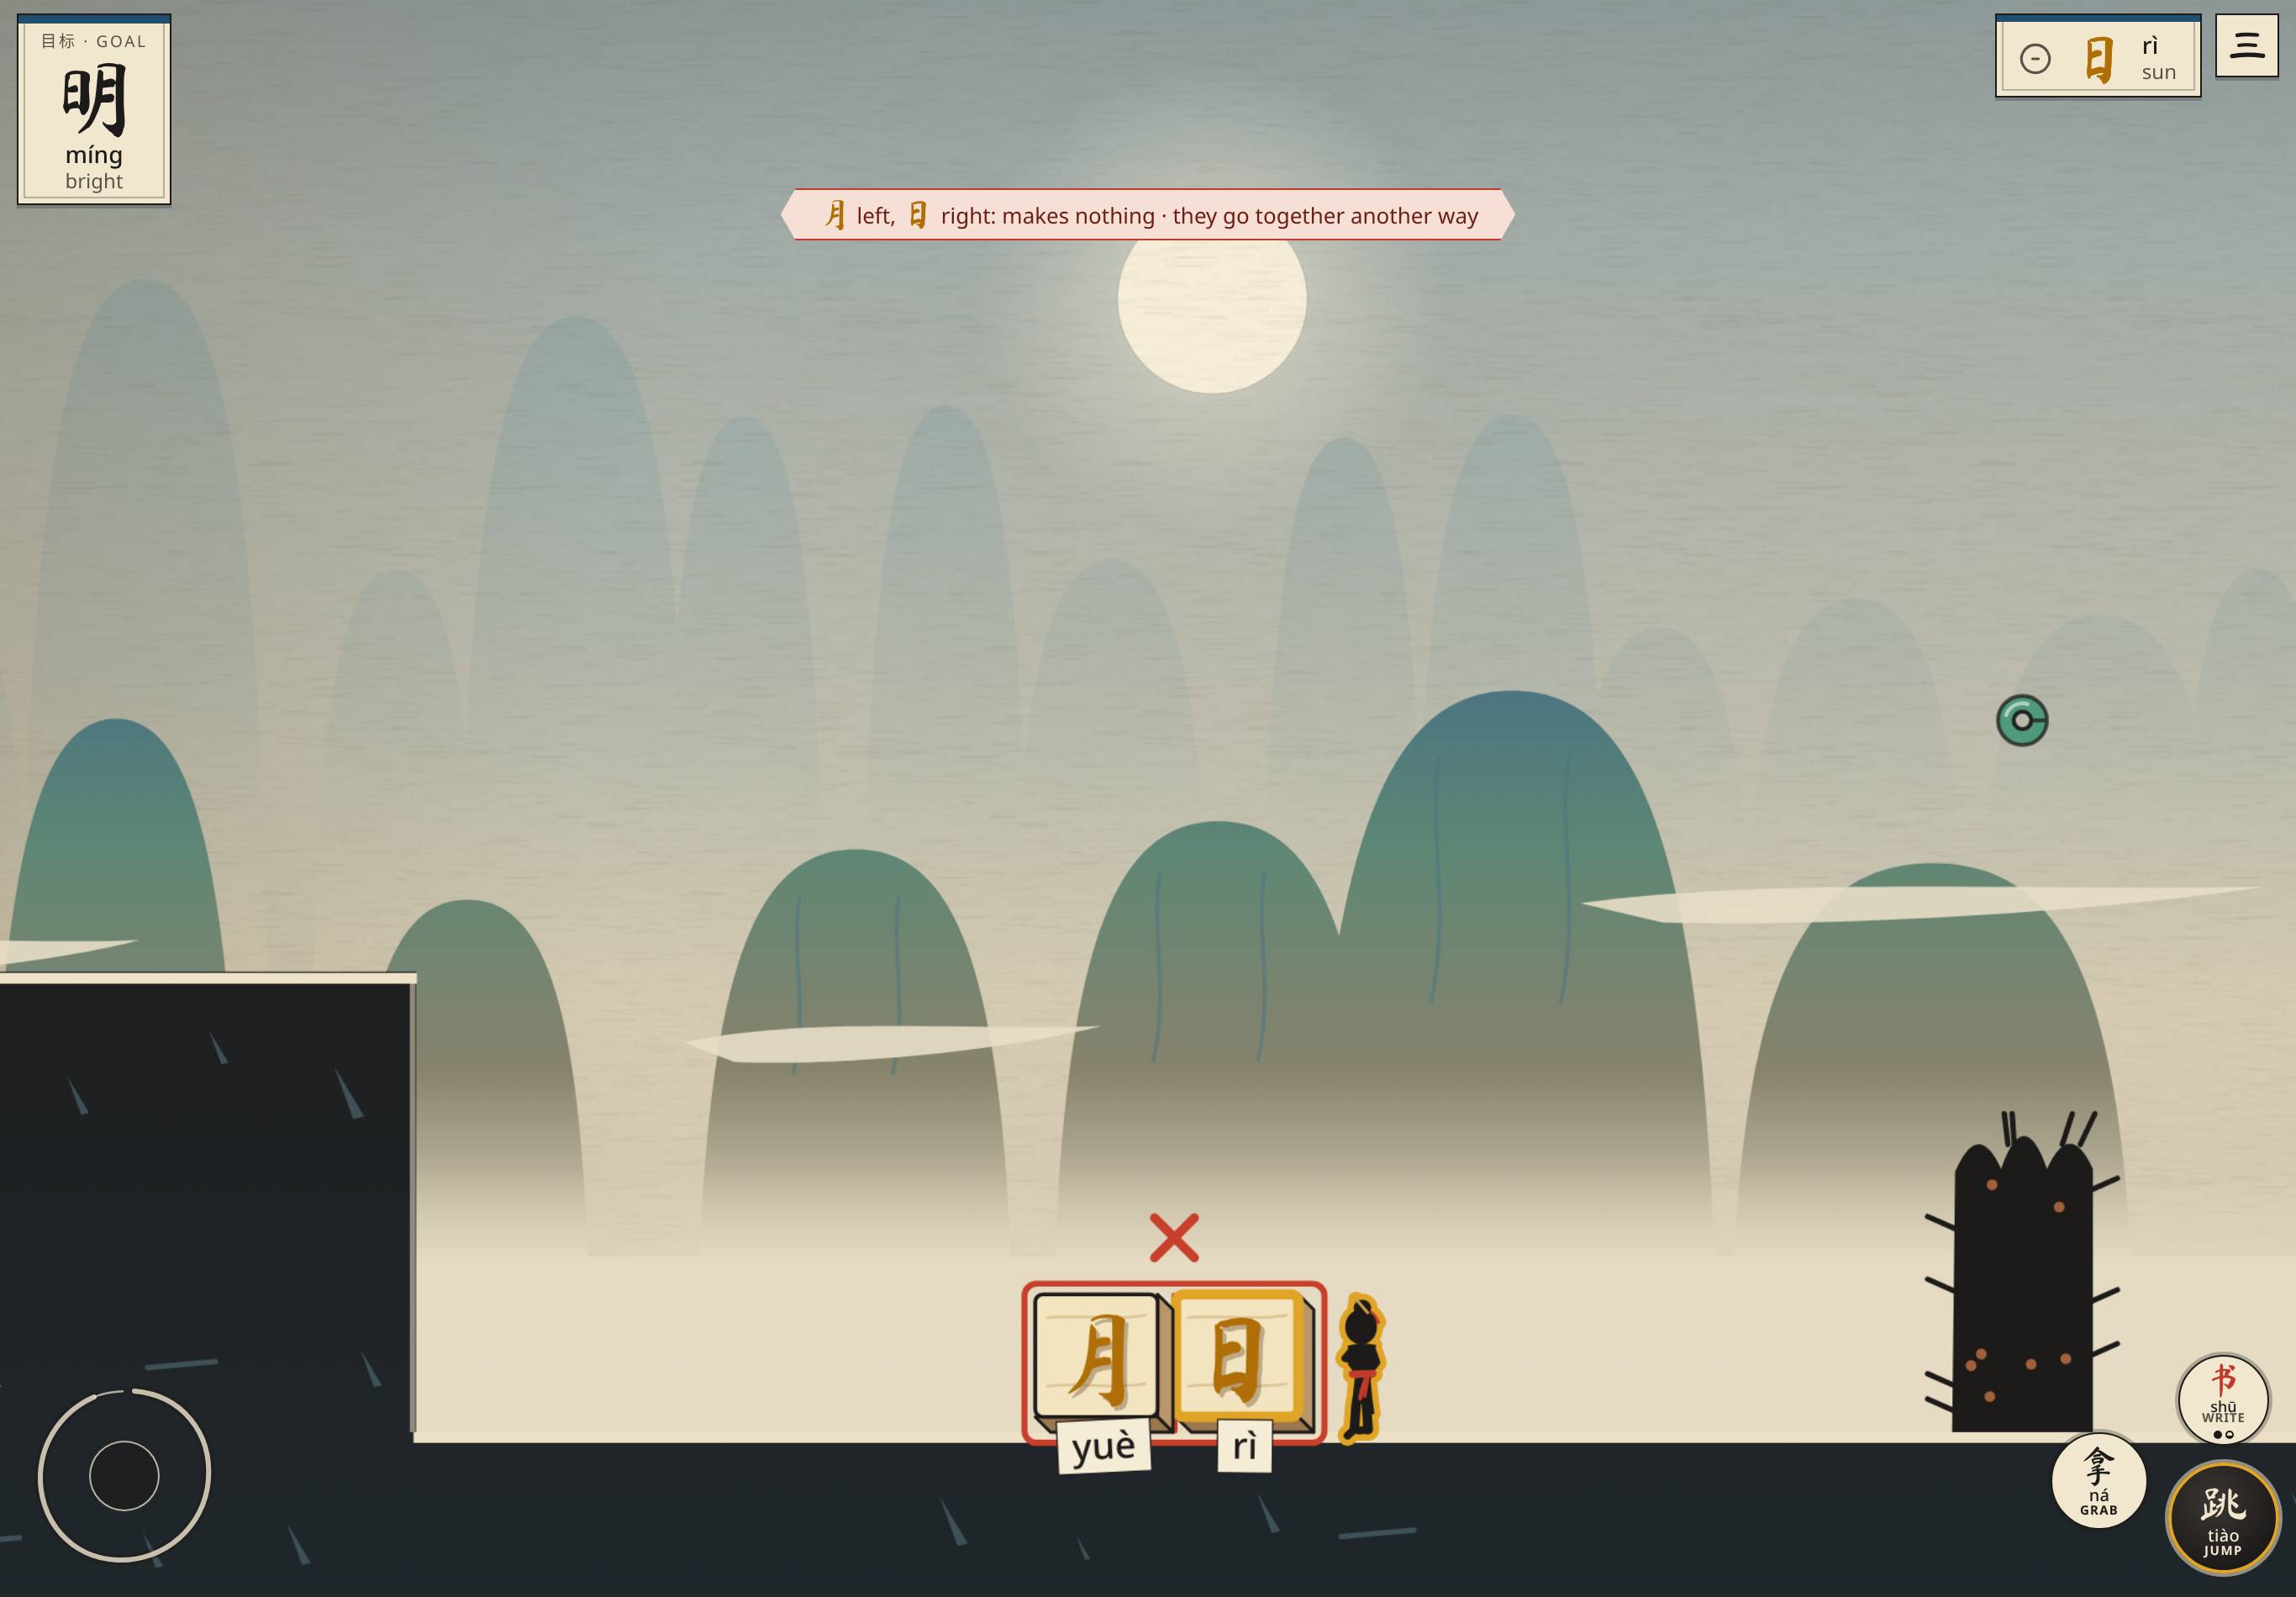 目标 · GOAL
明
míng
bright
日
rì
sun
三
月 left, 日 right: makes nothing · they go together another way
月 日
yuè rì
书
shū
WRITE
拿
ná
GRAB
跳
tiào
JUMP